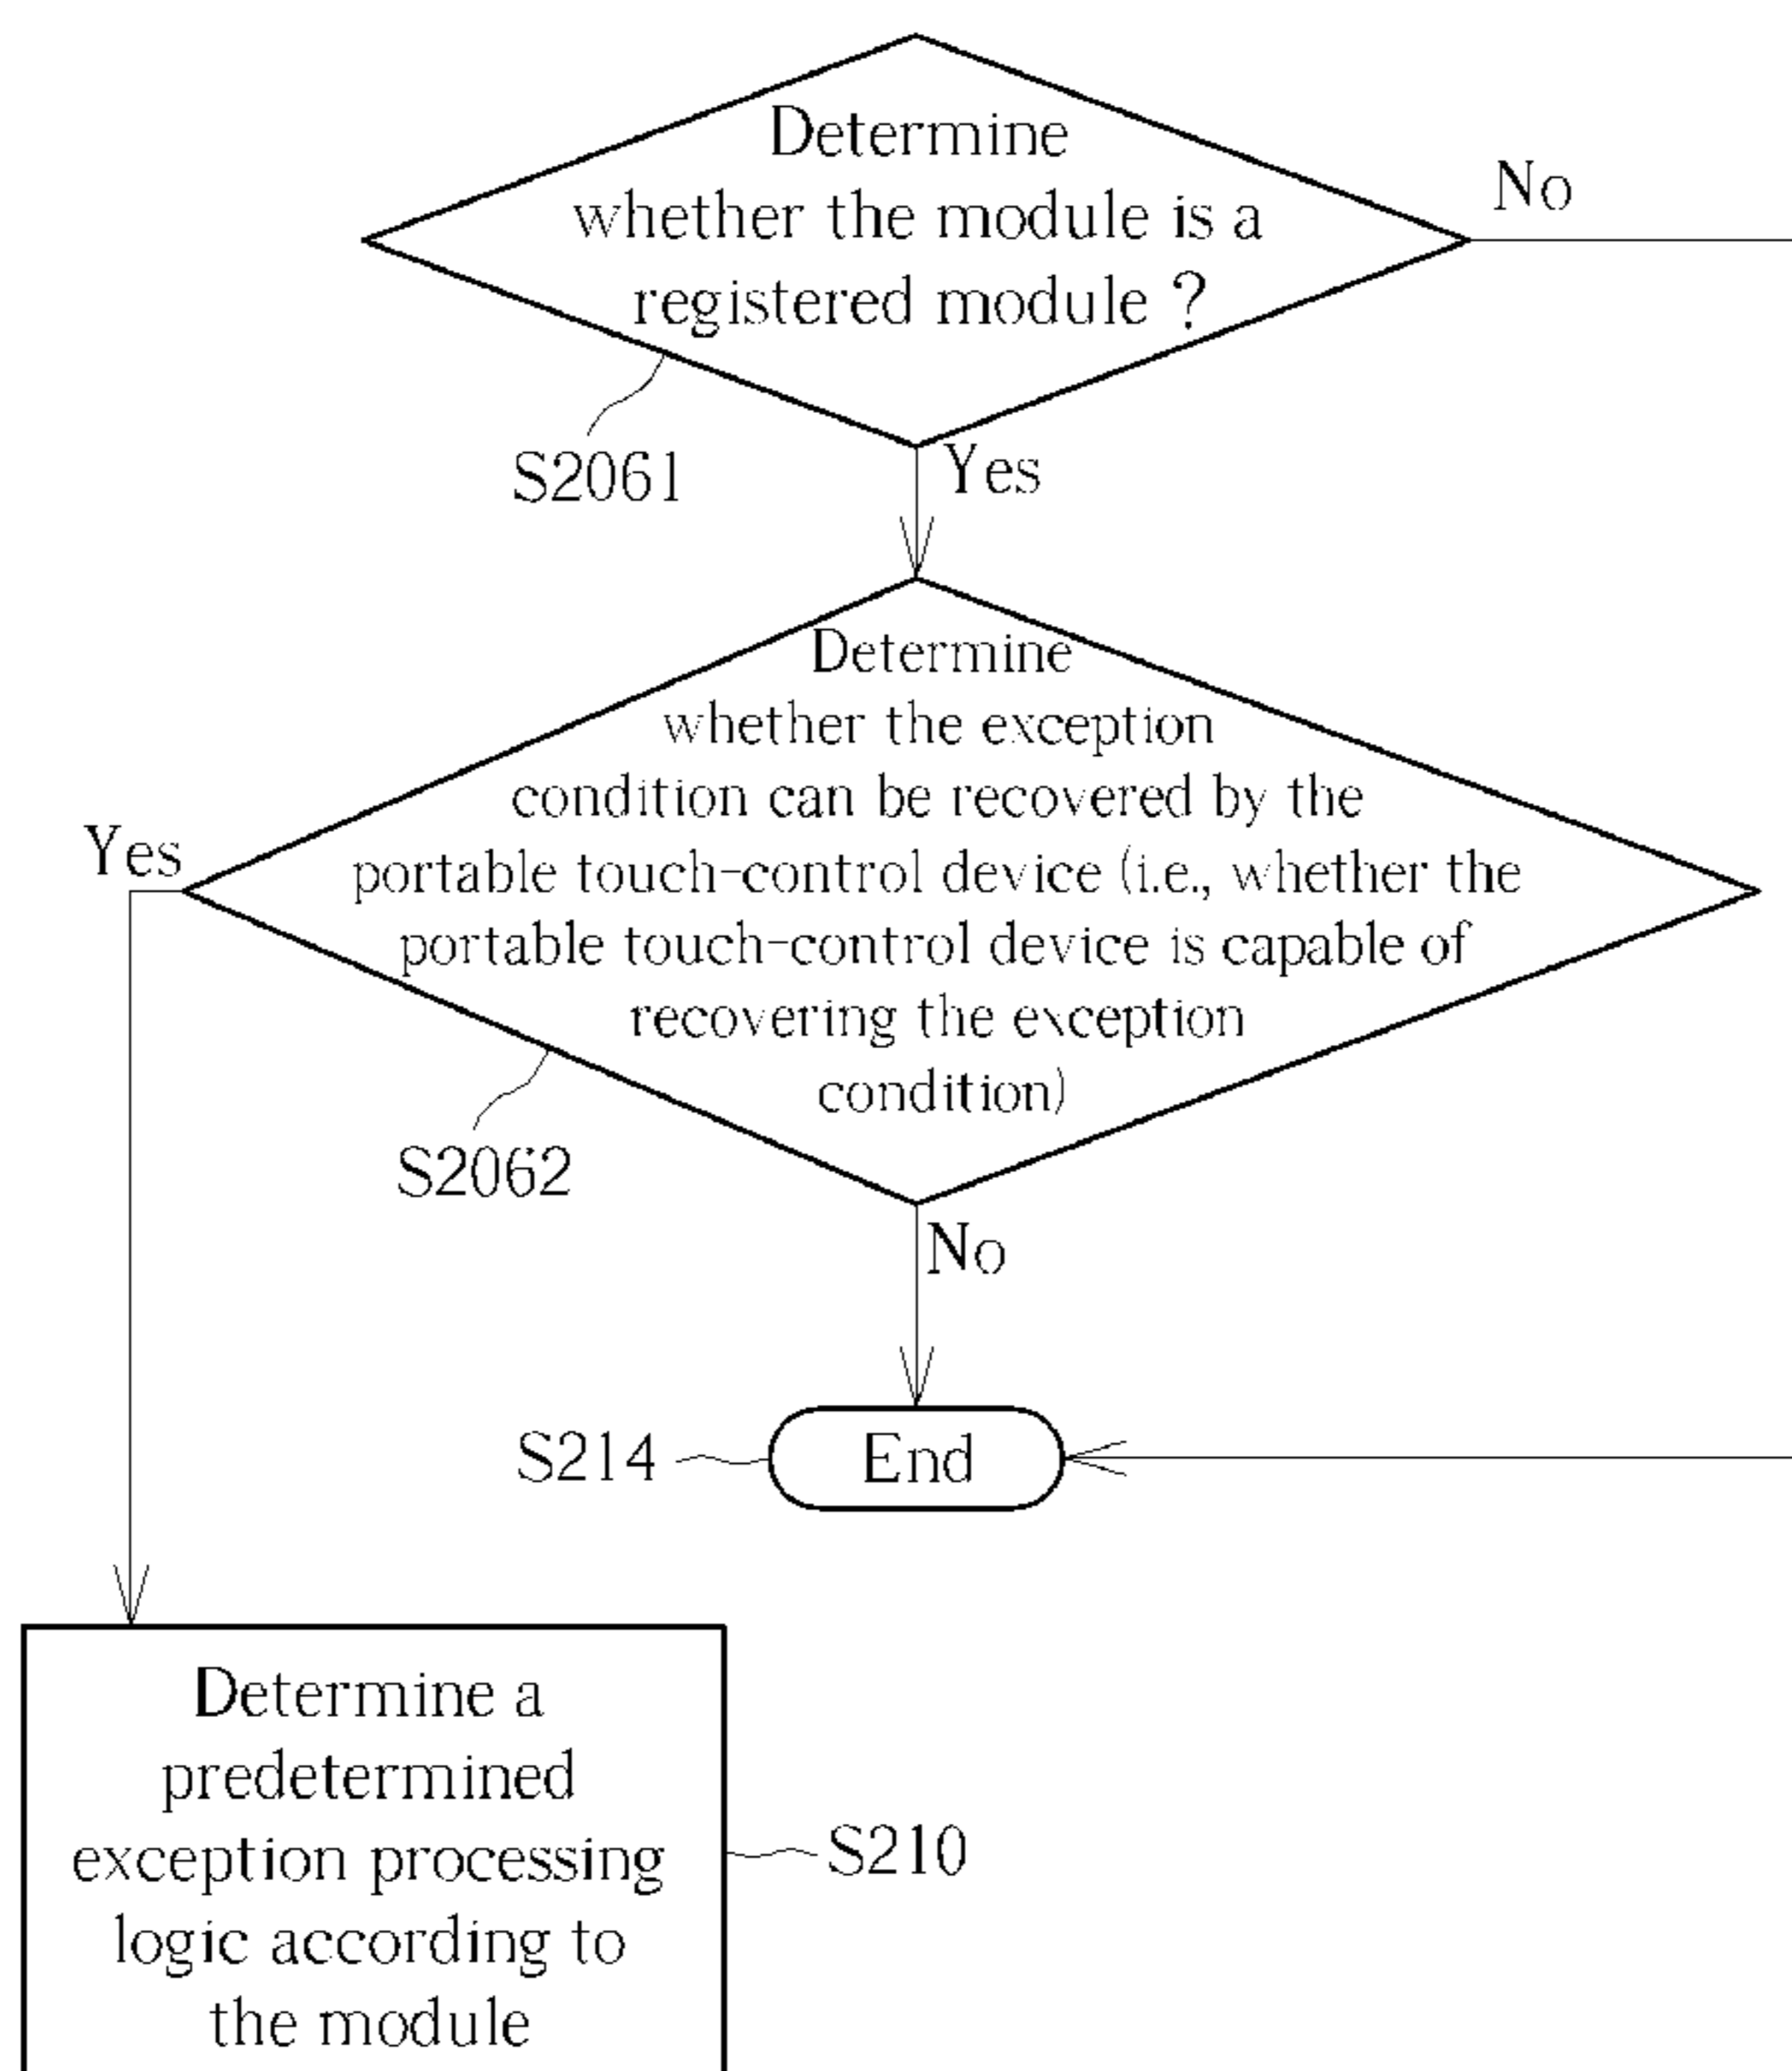 Determine
whether the module is a
registered module ?
No
S2061
Yes
Determine
whether the exception
condition can be recovered by the
portable touch-control device (i.e., whether the
portable touch-control device is capable of
recovering the exception
condition)
Yes
S2062
No
S214
End
Determine a
predetermined
exception processing
logic according to
the module
S210